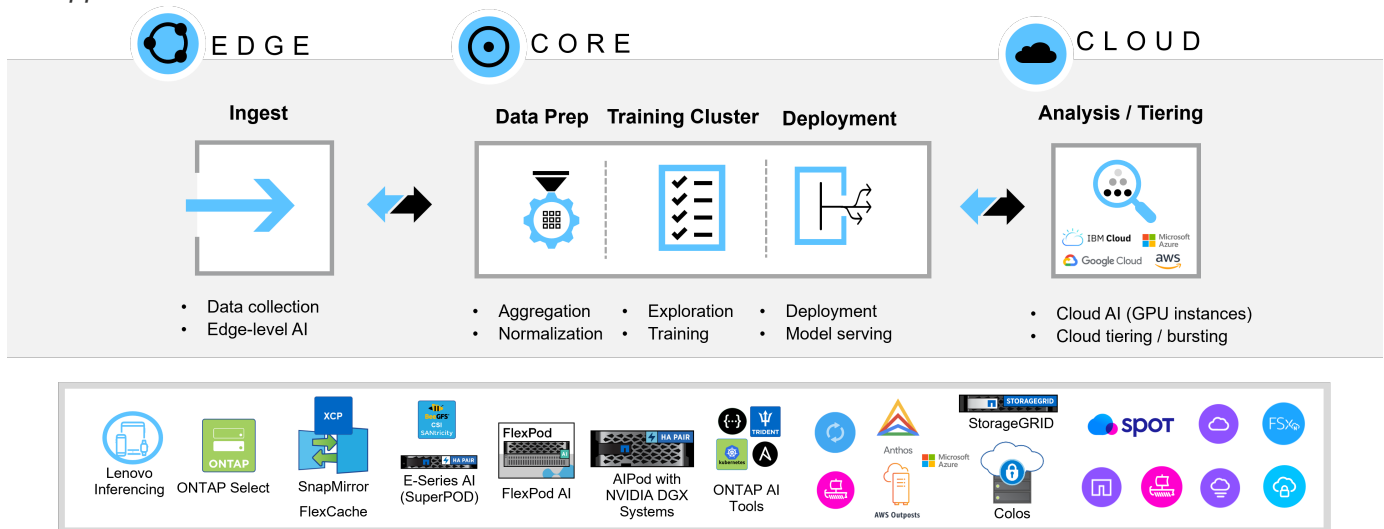 EDGE
CORE
CLOUD
Ingest
Data Prep
Training Cluster
Deployment
Analysis / Tiering
IBM Cloud
Microsoft
Azure
Google Cloud
aws
• Data collection
• Edge-level AI
• Aggregation
• Normalization
• Exploration
• Training
• Deployment
• Model serving
• Cloud AI (GPU instances)
• Cloud tiering / bursting
Lenovo
Inferencing
ONTAP
ONTAP Select
XCP
SnapMirror
FlexCache
BeeGFS
CSI
SANtricity
HA PAIR
E-Series AI
(SuperPOD)
FlexPod
AI
FlexPod AI
HA PAIR
AIPod with
NVIDIA DGX
Systems
TRIDENT
kubernetes
ONTAP AI
Tools
Anthos
Microsoft
Azure
AWS Outposts
STORAGEGRID
StorageGRID
Colos
spot
FSx